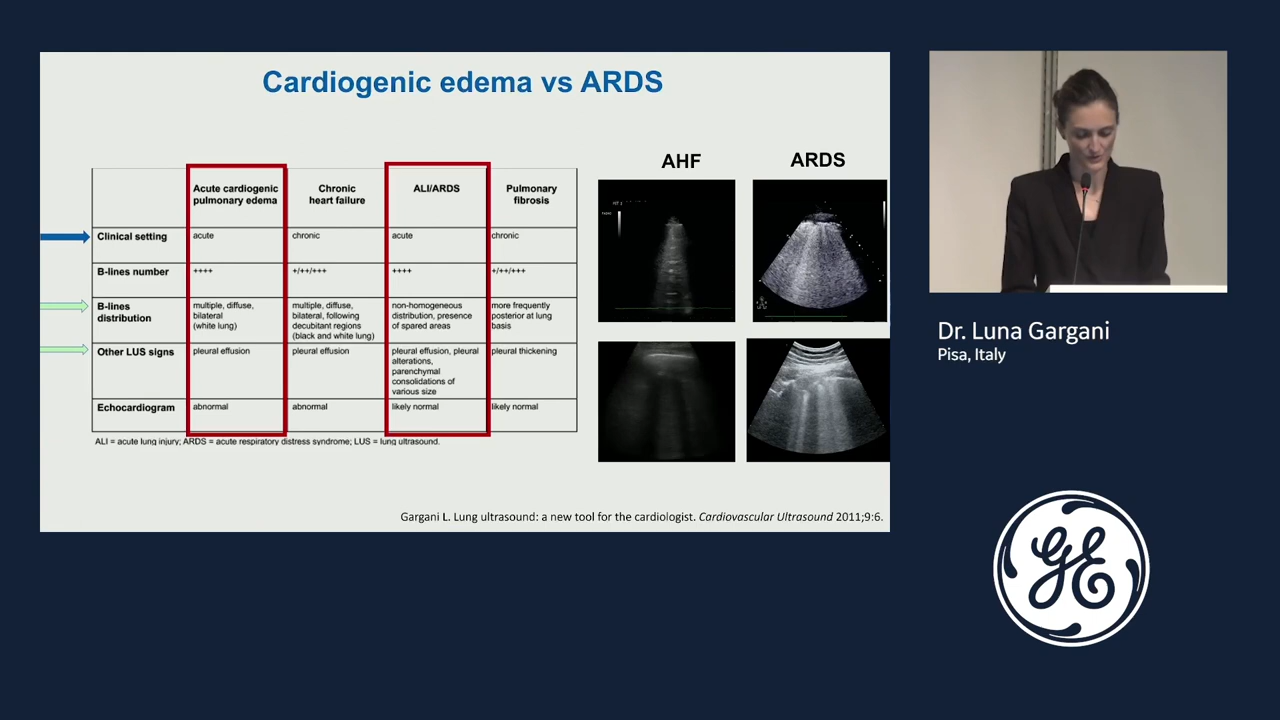 Cardiogenic edema vs ARDS
AHF
ARDS
Acute cardiogenic
pulmonary edema
Chronic
heart failure
ALI/ARDS
Pulmonary
fibrosis
Clinical setting
acute
chronic
acute
chronic
B-lines number
++++
+/++/+++
++++
+/++/+++
B-lines
distribution
multiple, diffuse,
bilateral
(white lung)
multiple, diffuse,
bilateral, following
decubitant regions
(black and white lung)
non-homogeneous
distribution, presence
of spared areas
more frequently
posterior at lung
basis
Other LUS signs
pleural effusion
pleural effusion
pleural effusion, pleural
alterations,
parenchymal
consolidations of
various size
pleural thickening
Echocardiogram
abnormal
abnormal
likely normal
likely normal
ALI = acute lung injury; ARDS = acute respiratory distress syndrome; LUS = lung ultrasound.
Gargani L. Lung ultrasound: a new tool for the cardiologist. Cardiovascular Ultrasound 2011;9:6.
Dr. Luna Gargani
Pisa, Italy
GE